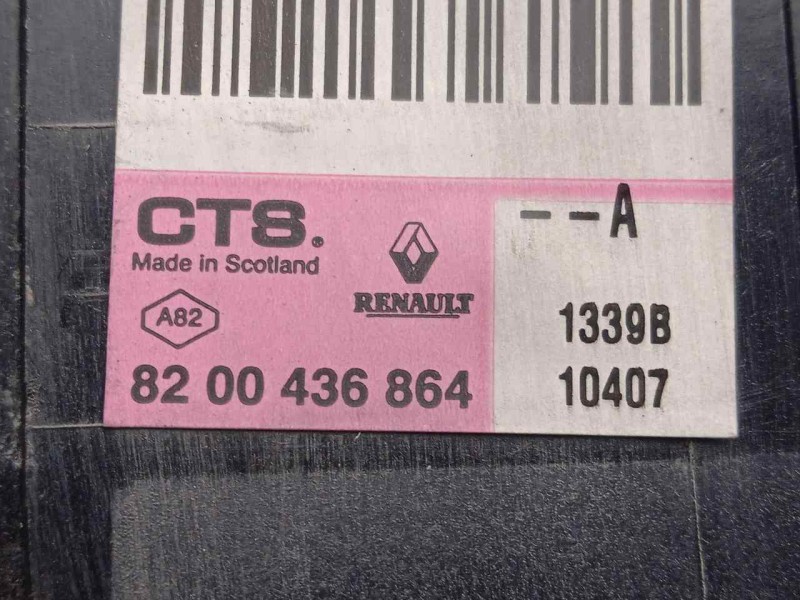 CTS.®
Made in Scotland
A82
RENAULT
82 00 436 864
--A
1339B
10407